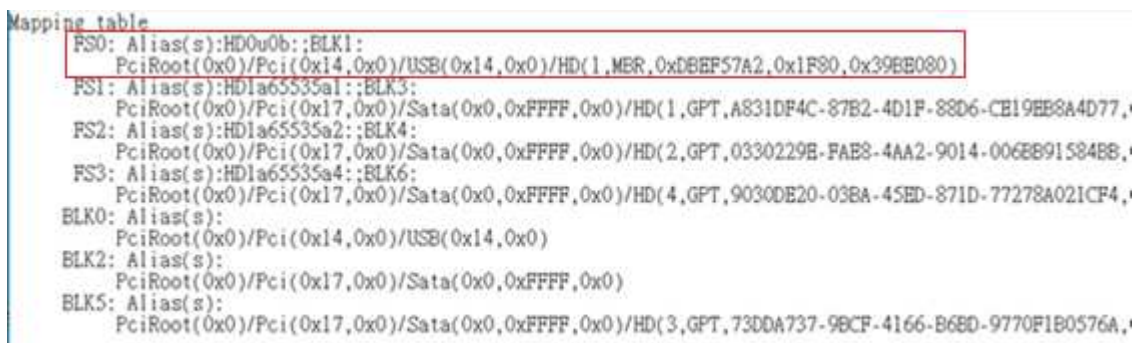 Mapping table
FS0: Alias(s):HD0u0b:;BLK1:
PciRoot(0x0)/Pci(0x14,0x0)/USB(0x14,0x0)/HD(1,MBR,0xDBEF57A2,0x1F80,0x39BE080)
FS1: Alias(s):HD1a65535a1:;BLK3:
PciRoot(0x0)/Pci(0x17,0x0)/Sata(0x0,0xFFFF,0x0)/HD(1,GPT,A831DF4C-87B2-4D1F-88D6-CE19EB8A4D77,
FS2: Alias(s):HD1a65535a2:;BLK4:
PciRoot(0x0)/Pci(0x17,0x0)/Sata(0x0,0xFFFF,0x0)/HD(2,GPT,0330229E-FAE8-4AA2-9014-006BB91584BB,
FS3: Alias(s):HD1a65535a4:;BLK6:
PciRoot(0x0)/Pci(0x17,0x0)/Sata(0x0,0xFFFF,0x0)/HD(4,GPT,9030DE20-03BA-45ED-871D-77278A021CF4,
BLK0: Alias(s):
PciRoot(0x0)/Pci(0x14,0x0)/USB(0x14,0x0)
BLK2: Alias(s):
PciRoot(0x0)/Pci(0x17,0x0)/Sata(0x0,0xFFFF,0x0)
BLK5: Alias(s):
PciRoot(0x0)/Pci(0x17,0x0)/Sata(0x0,0xFFFF,0x0)/HD(3,GPT,73DDA737-9BCF-4166-B6BD-9770F1B0576A,